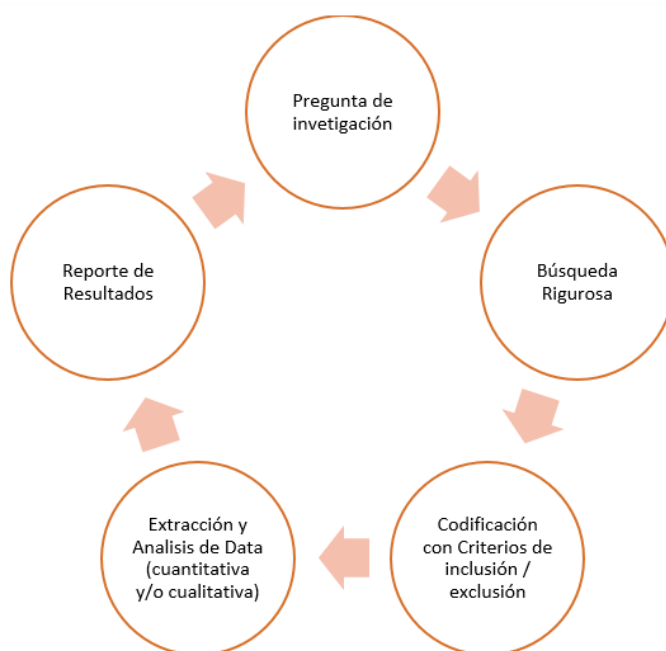 Pregunta de
invetigación
Búsqueda
Rigurosa
Codificación
con Criterios de
inclusión /
exclusión
Extracción y
Analisis de Data
(cuantitativa
y/o cualitativa)
Reporte de
Resultados